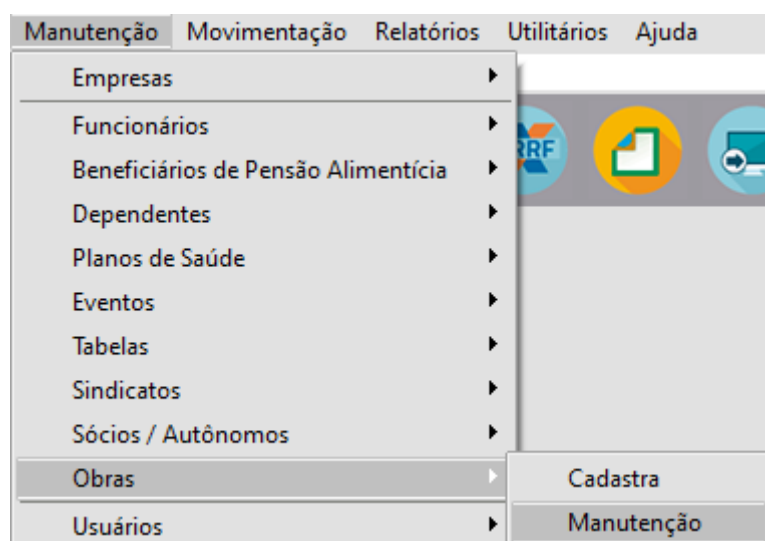 Manutenção Movimentação Relatórios Utilitários Ajuda
Empresas
Funcionários
RRF
Beneficiários de Pensão Alimentícia
Dependentes
Planos de Saúde
Eventos
Tabelas
Sindicatos
Sócios / Autônomos
Obras
Cadastra
Usuários
Manutenção